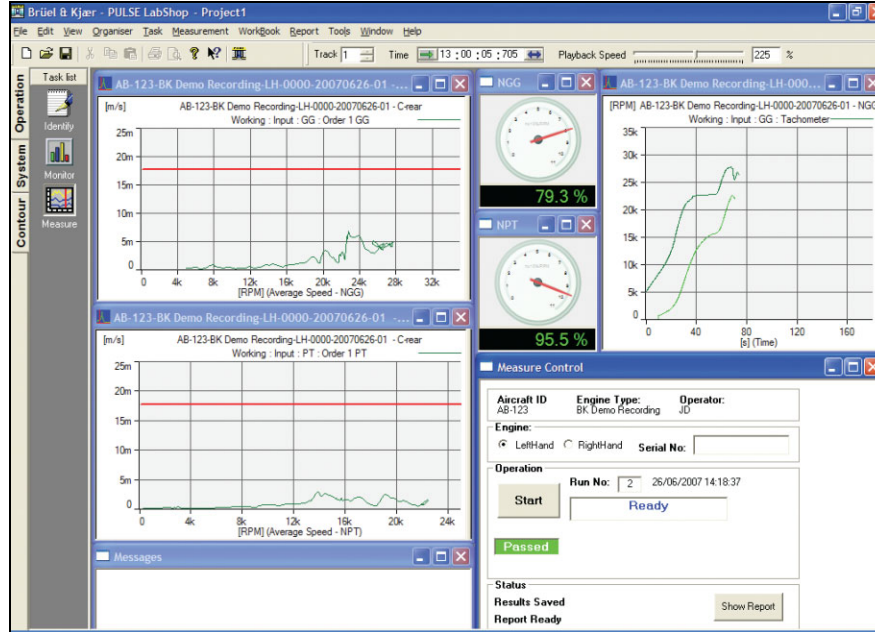 Brüel & Kjær - PULSE LabShop - Project1
File Edit View Organiser Task Measurement WorkBook Report Tools Window Help
Track 1 Time 13 :00 :05 :705 Playback Speed 225 %
Operation
System
Contour
Task list
Identify
Monitor
Measure
AB-123-BK Demo Recording-LH-0000-20070626-01 -...
[m/s] AB-123-BK Demo Recording-LH-0000-20070626-01 - C-rear
Working : Input : GG : Order 1 GG
25m
20m
15m
10m
5m
0
0 4k 8k 12k 16k 20k 24k 28k 32k
[RPM] (Average Speed - NGG)
AB-123-BK Demo Recording-LH-0000-20070626-01 -...
[m/s] AB-123-BK Demo Recording-LH-0000-20070626-01 - C-rear
Working : Input : PT : Order 1 PT
25m
20m
15m
10m
5m
0
0 4k 8k 12k 16k 20k 24k
[RPM] (Average Speed - NPT)
Messages
NGG
79.3 %
NPT
95.5 %
AB-123-BK Demo Recording-LH-000...
[RPM] AB-123-BK Demo Recording-LH-0000-20070626-01 - NGG
Working : Input : GG : Tachometer
35k
30k
25k
20k
15k
10k
5k
0
0 40 80 120 160
[s] (Time)
Measure Control
Aircraft ID Engine Type: Operator:
AB-123 BK Demo Recording JD
Engine:
LeftHand RightHand Serial No:
Operation
Run No: 2 26/06/2007 14:18:37
Start
Ready
Passed
Status
Results Saved
Show Report
Report Ready